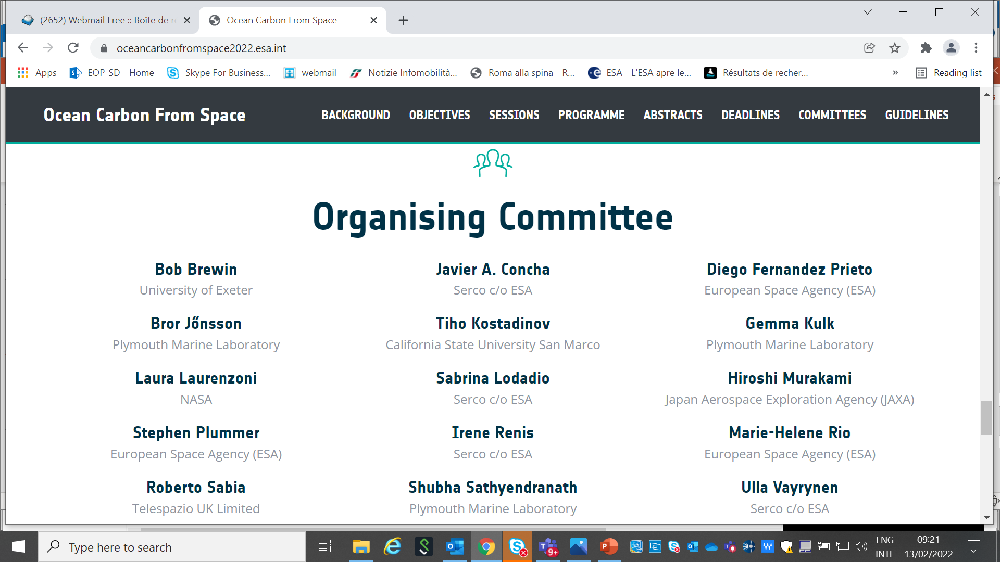 (2652) Webmail Free :: Boîte de r
Ocean Carbon From Space
oceancarbonfromspace2022.esa.int
Apps
EOP-SD - Home
Skype For Business...
webmail
Notizie Infomobilità...
Roma alla spina - R...
ESA - L'ESA apre le...
Résultats de recher...
»
Reading list
Ocean Carbon From Space
BACKGROUND
OBJECTIVES
SESSIONS
PROGRAMME
ABSTRACTS
DEADLINES
COMMITTEES
GUIDELINES
Organising Committee
Bob Brewin
University of Exeter
Javier A. Concha
Serco c/o ESA
Diego Fernandez Prieto
European Space Agency (ESA)
Bror Jőnsson
Plymouth Marine Laboratory
Tiho Kostadinov
California State University San Marco
Gemma Kulk
Plymouth Marine Laboratory
Laura Laurenzoni
NASA
Sabrina Lodadio
Serco c/o ESA
Hiroshi Murakami
Japan Aerospace Exploration Agency (JAXA)
Stephen Plummer
European Space Agency (ESA)
Irene Renis
Serco c/o ESA
Marie-Helene Rio
European Space Agency (ESA)
Roberto Sabia
Telespazio UK Limited
Shubha Sathyendranath
Plymouth Marine Laboratory
Ulla Vayrynen
Serco c/o ESA
Type here to search
9+
ENG
INTL
09:21
13/02/2022